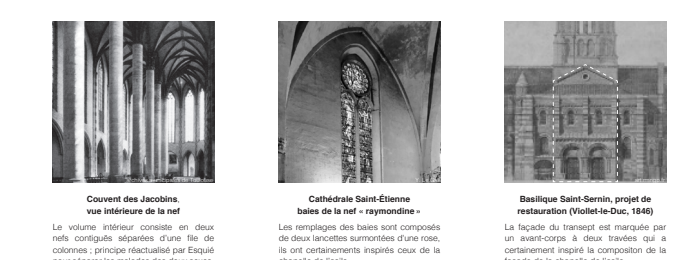 Couvent des Jacobins,
vue intérieure de la nef
Le volume intérieur consiste en deux
nefs contiguës séparées d'une file de
colonnes ; principe réactualisé par Esquié
Cathédrale Saint-Étienne
baies de la nef « raymondine »
Les remplages des baies sont composés
de deux lancettes surmontées d'une rose,
ils ont certainements inspirés ceux de la
Basilique Saint-Sernin, projet de
restauration (Viollet-le-Duc, 1846)
La façade du transept est marquée par
un avant-corps à deux travées qui a
certainement inspiré la compositon de la